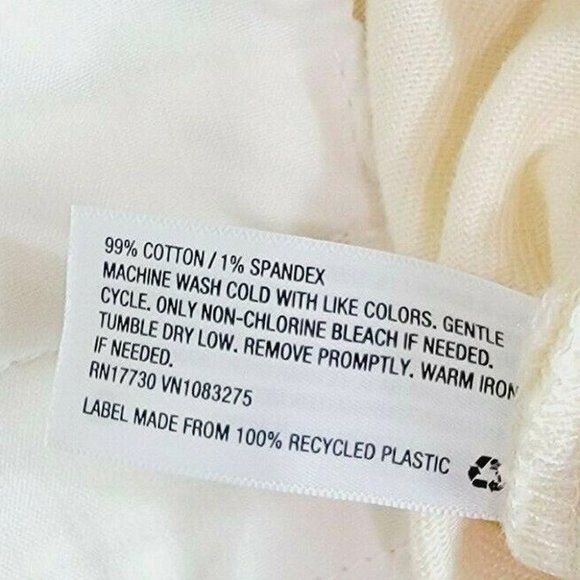 99% COTTON / 1% SPANDEX
MACHINE WASH COLD WITH LIKE COLORS. GENTLE
CYCLE. ONLY NON-CHLORINE BLEACH IF NEEDED.
TUMBLE DRY LOW. REMOVE PROMPTLY. WARM IRON
IF NEEDED.
RN17730 VN1083275
LABEL MADE FROM 100% RECYCLED PLASTIC